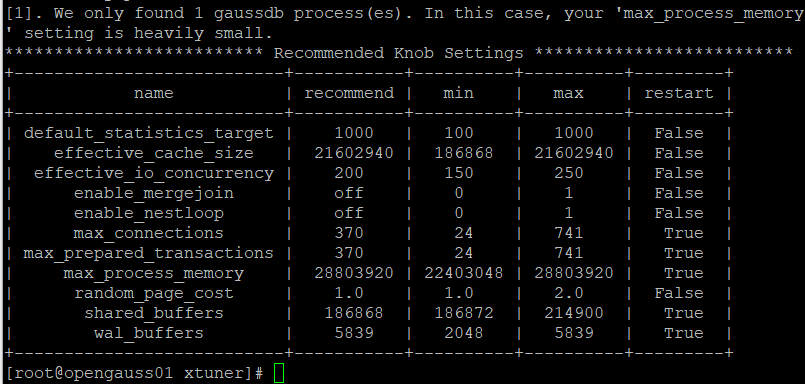 [1]. We only found 1 gaussdb process(es). In this case, your 'max_process_memory
' setting is heavily small.
************************** Recommended Knob Settings **************************
+---------------------------+-----------+----------+----------+---------+
| name | recommend | min | max | restart |
+---------------------------+-----------+----------+----------+---------+
| default_statistics_target | 1000 | 100 | 1000 | False |
| effective_cache_size | 21602940 | 186868 | 21602940 | False |
| effective_io_concurrency | 200 | 150 | 250 | False |
| enable_mergejoin | off | 0 | 1 | False |
| enable_nestloop | off | 0 | 1 | False |
| max_connections | 370 | 24 | 741 | True |
| max_prepared_transactions | 370 | 24 | 741 | True |
| max_process_memory | 28803920 | 22403048 | 28803920 | True |
| random_page_cost | 1.0 | 1.0 | 2.0 | False |
| shared_buffers | 186868 | 186872 | 214900 | True |
| wal_buffers | 5839 | 2048 | 5839 | True |
+---------------------------+-----------+----------+----------+---------+
[root@opengauss01 xtuner]#